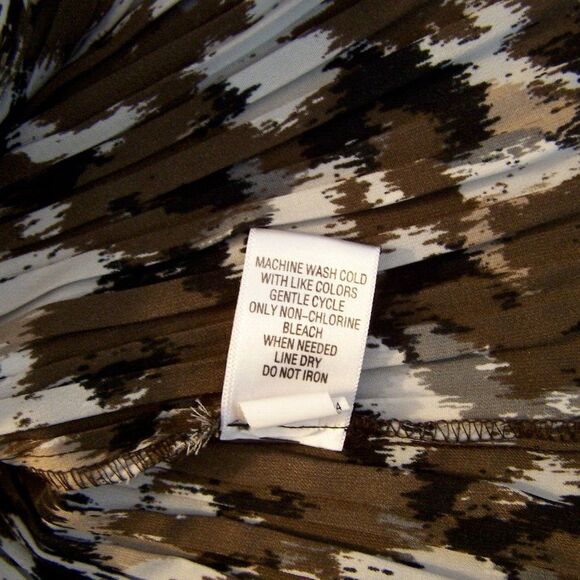 MACHINE WASH COLD
WITH LIKE COLORS
GENTLE CYCLE
ONLY NON-CHLORINE
BLEACH
WHEN NEEDED
LINE DRY
DO NOT IRON
A